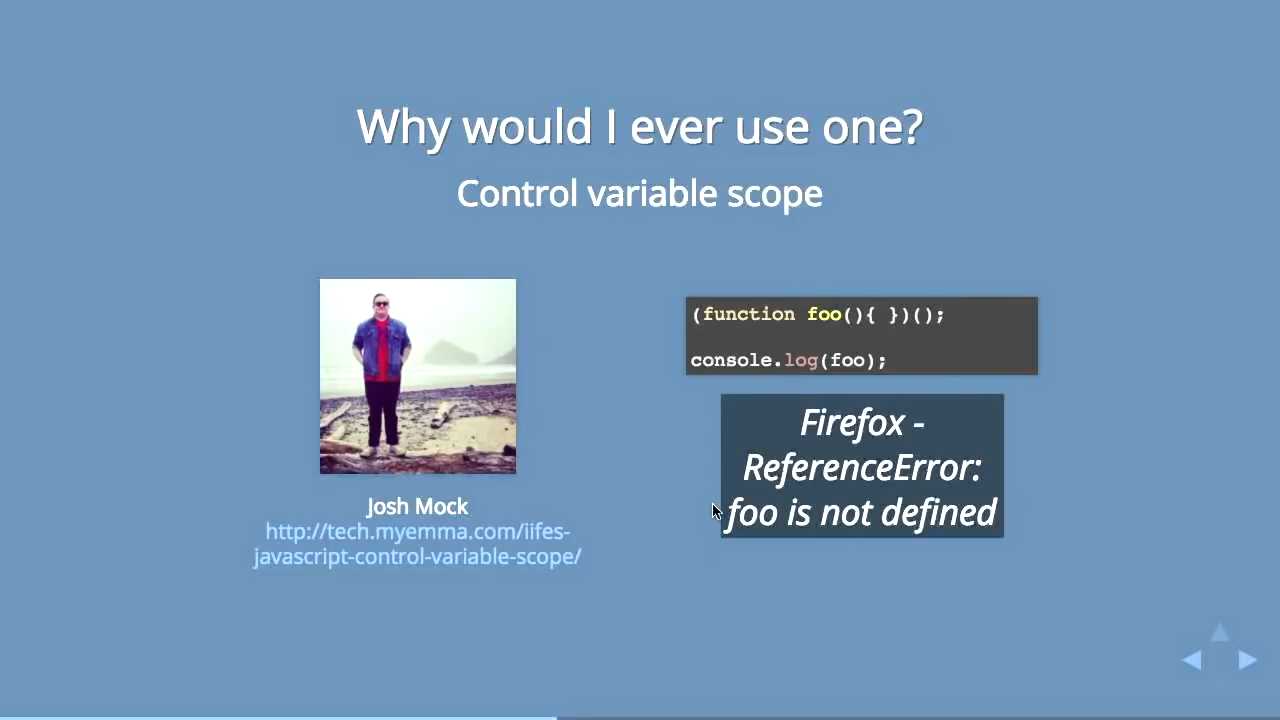 Why would I ever use one?
Control variable scope
Josh Mock
http://tech.myemma.com/iifes-
javascript-control-variable-scope/
(function foo(){ })();
console.log(foo);
Firefox -
ReferenceError:
foo is not defined